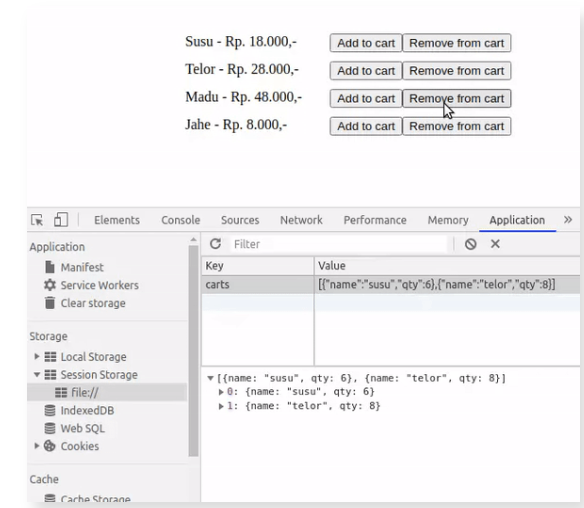 Susu - Rp. 18.000,- Add to cart Remove from cart
Telor - Rp. 28.000,- Add to cart Remove from cart
Madu - Rp. 48.000,- Add to cart Remove from cart
Jahe - Rp. 8.000,- Add to cart Remove from cart
Elements Console Sources Network Performance Memory Application »
Application
Manifest
Service Workers
Clear storage
Storage
Local Storage
Session Storage
file://
IndexedDB
Web SQL
Cookies
Cache
Cache Storage
Filter
Key Value
carts [{"name":"susu","qty":6},{"name":"telor","qty":8}]
[{name: "susu", qty: 6}, {name: "telor", qty: 8}]
0: {name: "susu", qty: 6}
1: {name: "telor", qty: 8}